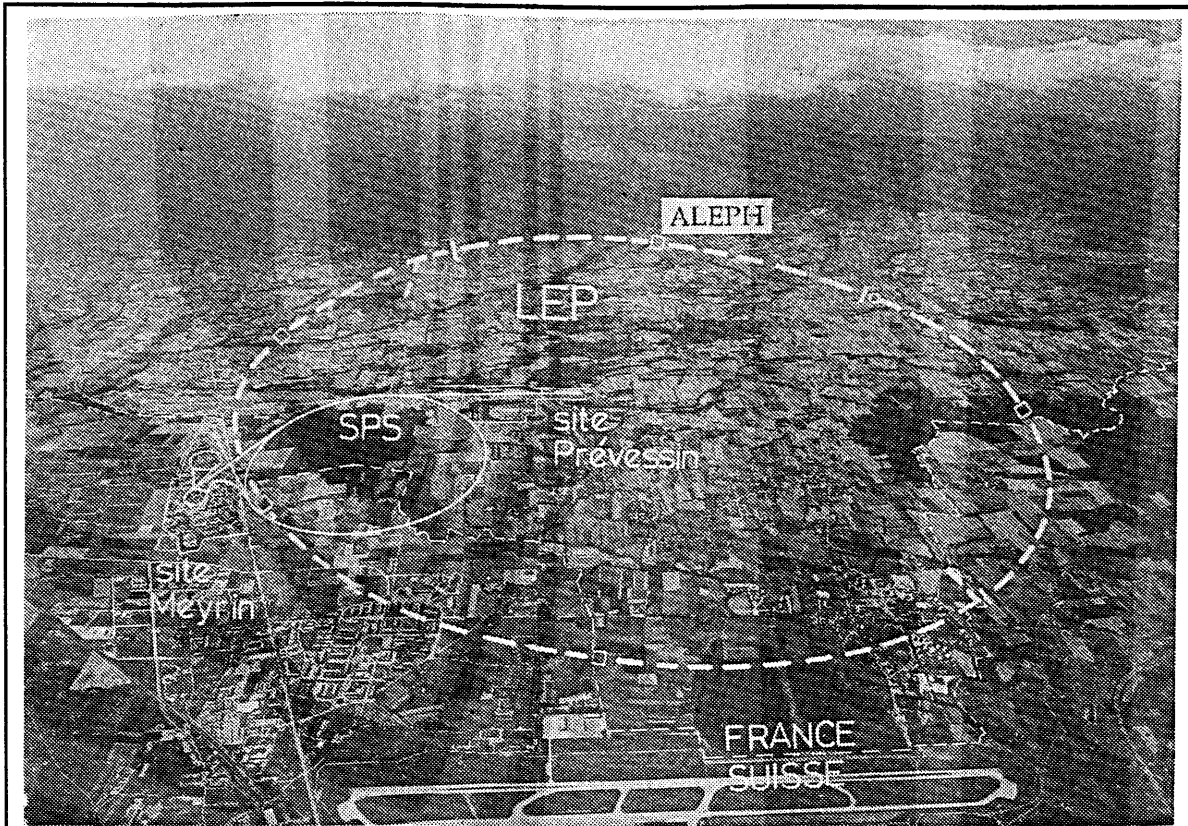 ALEPH
LEP
SPS
site
Prévessin
site
Meyrin
FRANCE
SUISSE